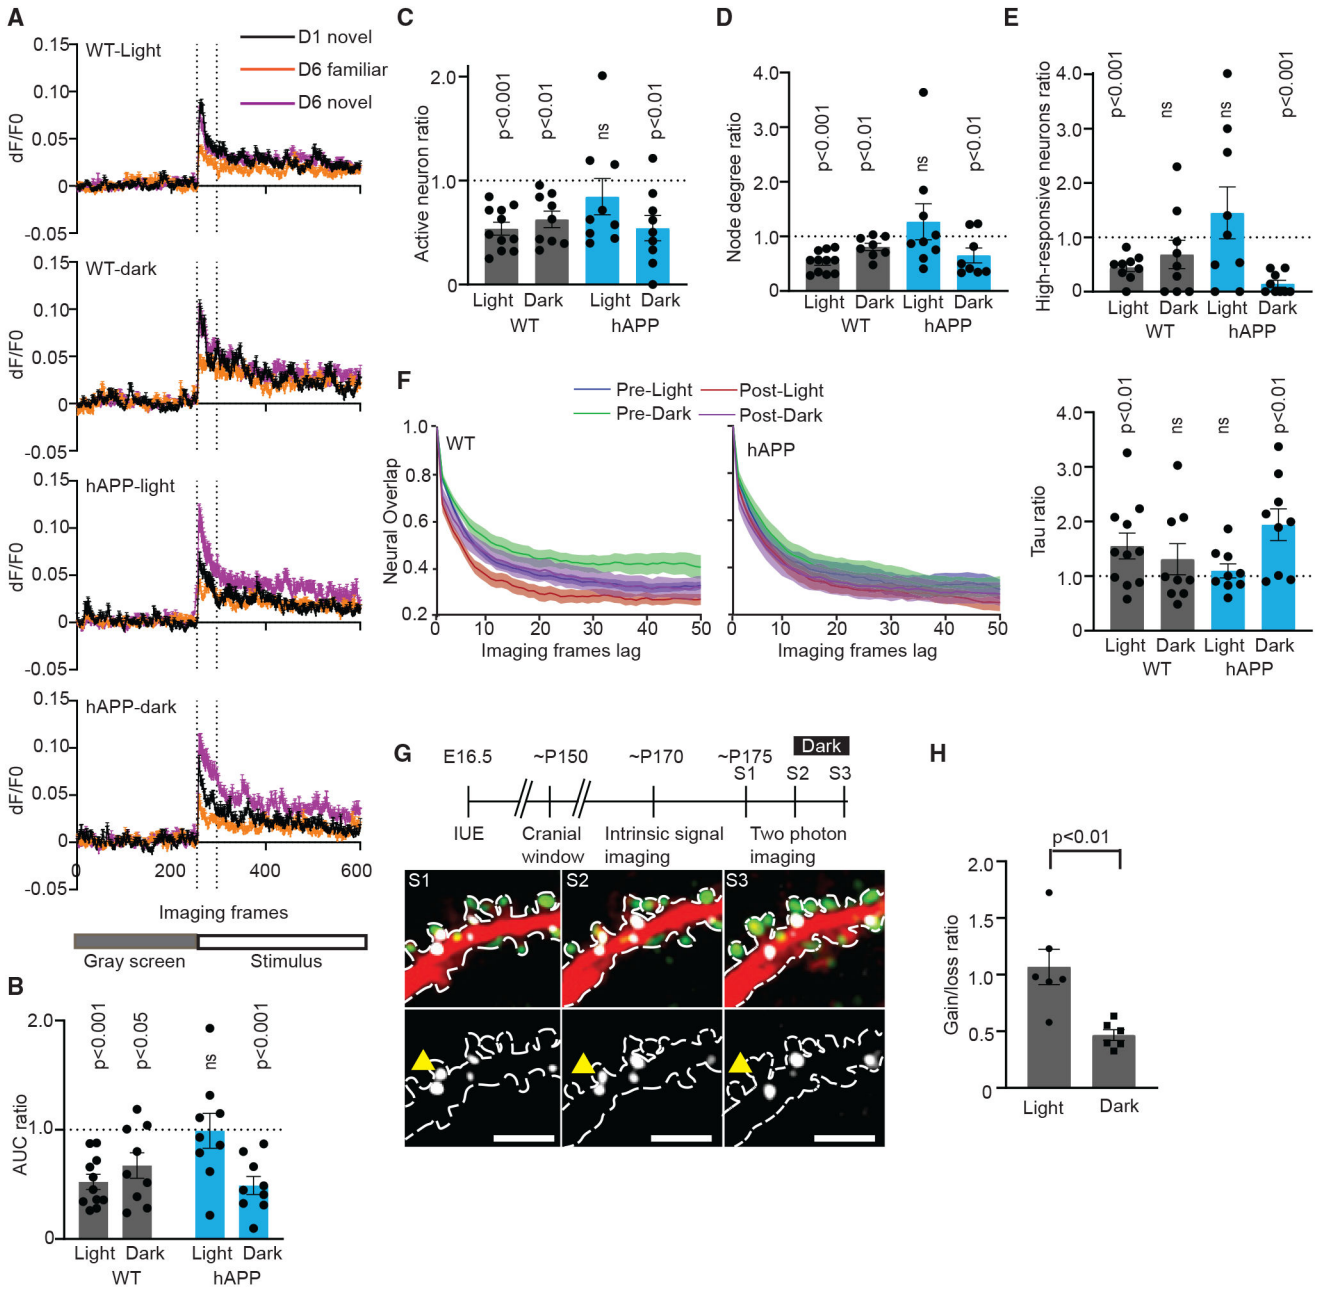 A
0.15
WT-Light
D1 novel
D6 familiar
D6 novel
0.10
dF/F0
0.05
0
-0.05
0.15
WT-dark
0.10
dF/F0
0.05
0
-0.05
0.15
hAPP-light
0.10
dF/F0
0.05
0
-0.05
0.15
hAPP-dark
0.10
dF/F0
0.05
0
-0.05
0 200 400 600
Imaging frames
Gray screen Stimulus
B
AUC ratio
2.0
1.0
0
p<0.001 p<0.05 ns p<0.001
Light Dark Light Dark
WT hAPP
C
Active neuron ratio
2.0
1.0
0
p<0.001 p<0.01 ns p<0.01
Light Dark Light Dark
WT hAPP
D
Node degree ratio
4.0
3.0
2.0
1.0
0
p<0.001 p<0.01 ns p<0.01
Light Dark Light Dark
WT hAPP
E
High-responsive neurons ratio
4.0
3.0
2.0
1.0
0
p<0.001 ns ns p<0.001
Light Dark Light Dark
WT hAPP
F
Pre-Light Post-Light
Pre-Dark Post-Dark
Neural Overlap
1.0
0.8
0.6
0.4
0.2
WT
0 10 20 30 40 50
Imaging frames lag
hAPP
0 10 20 30 40 50
Imaging frames lag
Tau ratio
4.0
3.0
2.0
1.0
0
p<0.01 ns ns p<0.01
Light Dark Light Dark
WT hAPP
G
Dark
E16.5 ~P150 ~P170 ~P175
S1 S2 S3
IUE Cranial Intrinsic signal Two photon
window imaging imaging
S1 S2 S3
H
p<0.01
Gain/loss ratio
2.0
1.5
1.0
0.5
0
Light Dark